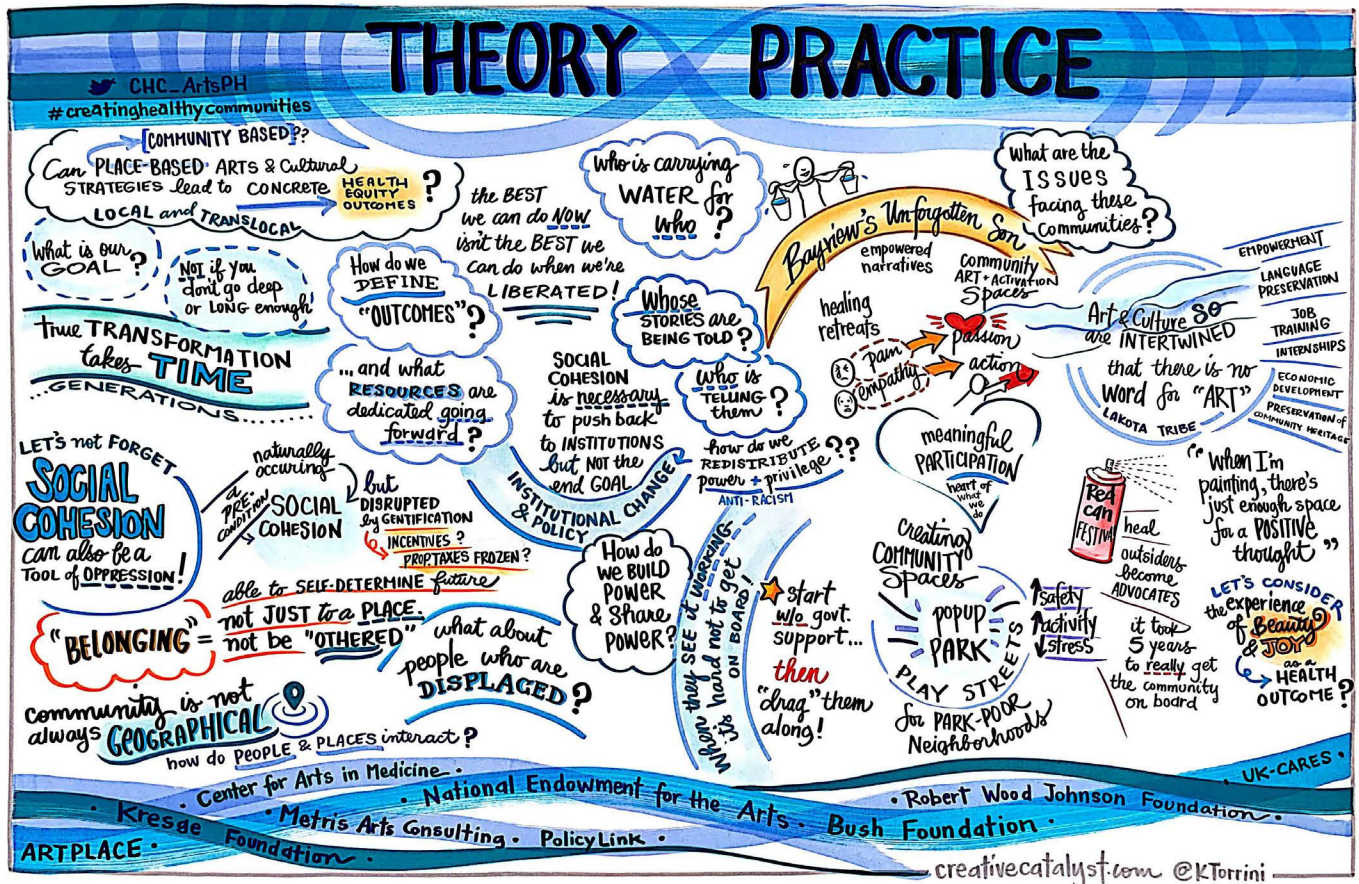 THEORY PRACTICE
CHC_ArtsPH
#creatinghealthycommunities
[COMMUNITY BASED]??
Can PLACE-BASED ARTS & Cultural
STRATEGIES lead to CONCRETE
HEALTH
EQUITY
OUTCOMES
?
LOCAL and TRANSLOCAL
What is our
GOAL?
NOT if you
don't go deep
or LONG enough
true TRANSFORMATION
takes TIME
...GENERATIONS...........
How do we
DEFINE
"OUTCOMES"?
... and what
RESOURCES are
dedicated going
forward?
the BEST
we can do NOW
isn't the BEST we
can do when we're
LIBERATED!
Who is carrying
WATER for
who?
Whose
STORIES are
BEING TOLD?
who is
TELLING
them?
SOCIAL
COHESION
is necessary
to push back
to INSTITUTIONS
but NOT the
end GOAL
INSTITUTIONAL CHANGE
& POLICY
how do we
REDISTRIBUTE
power + privilege??
ANTI-RACISM
LET'S not FORGET
SOCIAL
COHESION
can also be a
TOOL of OPPRESSION!
naturally
occuring
a
PRE-
CONDITION
SOCIAL
COHESION
but
DISRUPTED
by GENTIFICATION
INCENTIVES?
PROP.TAXES FROZEN?
"BELONGING" =
able to SELF-DETERMINE future
not JUST to a PLACE.
not be "OTHERED"
what about
people who are
DISPLACED?
community is not
always GEOGRAPHICAL
how do PEOPLE & PLACES interact?
How do
we BUILD
POWER
& Share
POWER?
When they SEE it WORKING
it's hard not to get
ON BOARD!
Bayview's Unforgotten Son
What are the
ISSUES
facing these
Communities?
empowered
narratives
healing
retreats
community
ART + ACTIVATION
Spaces
pain
passion
empathy
action
meaningful
PARTICIPATION
heart of
what
we
do
Art & Culture SO
are INTERTWINED
that there is no
word for "ART"
LAKOTA TRIBE
EMPOWERMENT
LANGUAGE
PRESERVATION
JOB
TRAINING
INTERNSHIPS
ECONOMIC
DEVELOPMENT
PRESERVATION of
COMMUNITY HERITAGE
start
w/o govt.
support...
then
"drag" them
along!
creating
COMMUNITY
Spaces
POPUP
PARK
PLAY STREETS
for PARK-POOR
Neighborhoods
safety
activity
stress
Red
can
FESTIVAL
heal
outsiders
become
ADVOCATES
it took
5 years
to really get
the community
on board
"When I'm
painting, there's
just enough space
for a POSITIVE
thought"
LET'S CONSIDER
the experience
of Beauty
& JOY
as a
HEALTH
OUTCOME?
ARTPLACE •
• Kresge Foundation •
• Center for Arts in Medicine •
• Metris Arts Consulting • PolicyLink •
• National Endowment for the Arts •
Bush Foundation •
• Robert Wood Johnson Foundation •
• UK-CARES •
creativecatalyst.com @KTorrini